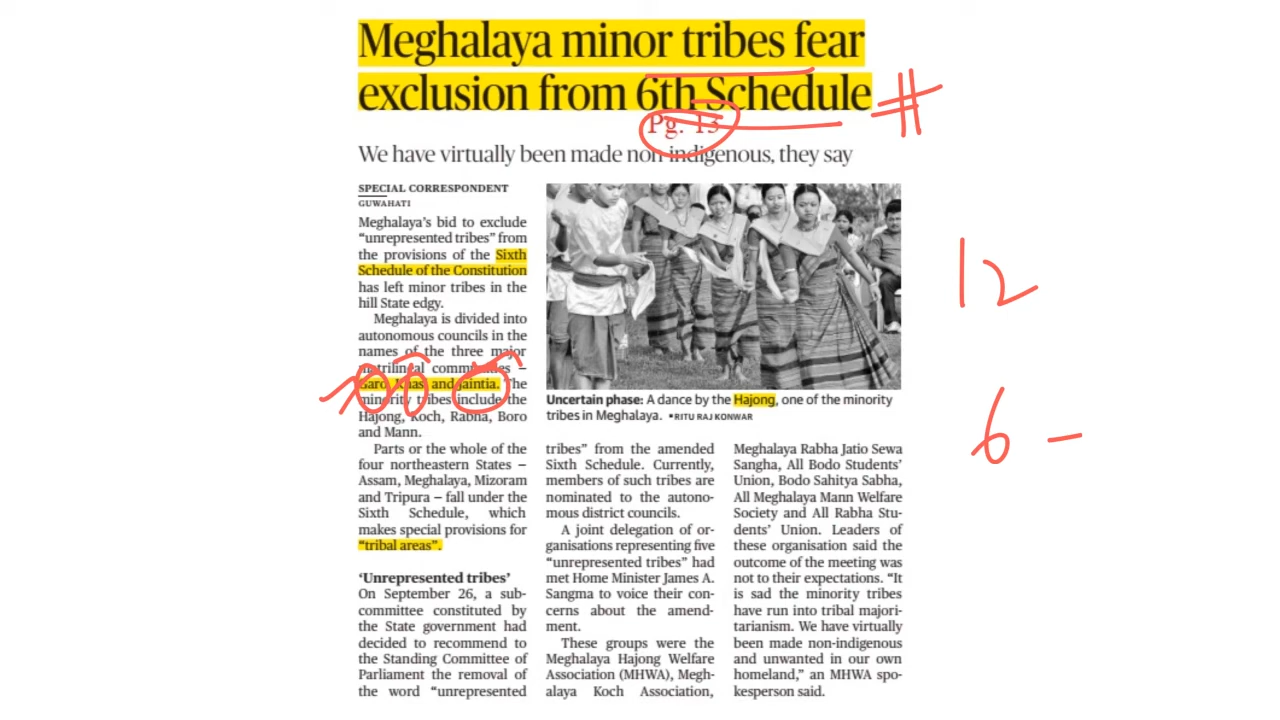 Meghalaya minor tribes fear
exclusion from 6th Schedule
Pg. 13
We have virtually been made non-indigenous, they say
SPECIAL CORRESPONDENT
GUWAHATI
Meghalaya's bid to exclude
“unrepresented tribes” from
the provisions of the Sixth
Schedule of the Constitution
has left minor tribes in the
hill State edgy.
Meghalaya is divided into
autonomous councils in the
names of the three major
matrilineal communities –
Garo, Khasi and Jaintia. The
minority tribes include the
Hajong, Koch, Rabha, Boro
and Mann.
Parts or the whole of the
four northeastern States –
Assam, Meghalaya, Mizoram
and Tripura – fall under the
Sixth Schedule, which
makes special provisions for
“tribal areas”.
‘Unrepresented tribes’
On September 26, a sub-
committee constituted by
the State government had
decided to recommend to
the Standing Committee of
Parliament the removal of
the word “unrepresented
Uncertain phase: A dance by the Hajong, one of the minority
tribes in Meghalaya. •RITU RAJ KONWAR
tribes” from the amended
Sixth Schedule. Currently,
members of such tribes are
nominated to the autono-
mous district councils.
A joint delegation of or-
ganisations representing five
“unrepresented tribes” had
met Home Minister James A.
Sangma to voice their con-
cerns about the amend-
ment.
These groups were the
Meghalaya Hajong Welfare
Association (MHWA), Megh-
alaya Koch Association,
Meghalaya Rabha Jatio Sewa
Sangha, All Bodo Students’
Union, Bodo Sahitya Sabha,
All Meghalaya Mann Welfare
Society and All Rabha Stu-
dents’ Union. Leaders of
these organisation said the
outcome of the meeting was
not to their expectations. “It
is sad the minority tribes
have run into tribal majori-
tarianism. We have virtually
been made non-indigenous
and unwanted in our own
homeland,” an MHWA spo-
kesperson said.
#
12
6 –